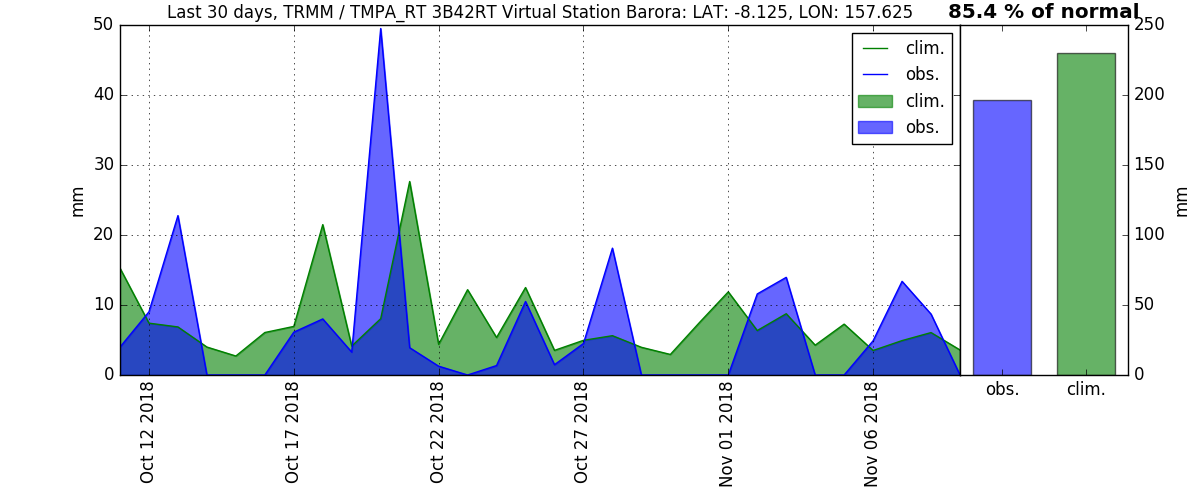 Last 30 days, TRMM / TMPA_RT 3B42RT Virtual Station Barora: LAT: -8.125, LON: 157.625
85.4 % of normal
50
40
30
20
10
0
mm
clim.
obs.
clim.
obs.
250
200
150
100
50
0
mm
Oct 12 2018
Oct 17 2018
Oct 22 2018
Oct 27 2018
Nov 01 2018
Nov 06 2018
obs.
clim.